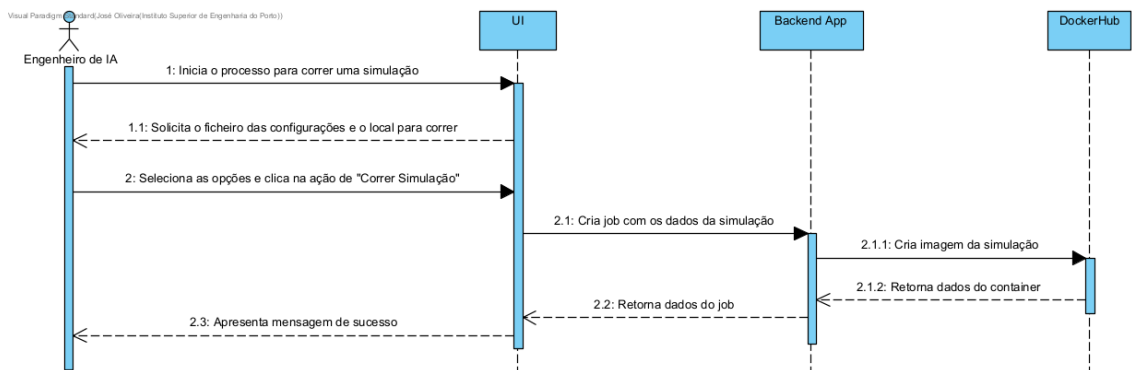 Visual Paradigm Standard(José Oliveira(Instituto Superior de Engenharia do Porto))
UI
Backend App
DockerHub
Engenheiro de IA
1: Inicia o processo para correr uma simulação
1.1: Solicita o ficheiro das configurações e o local para correr
2: Seleciona as opções e clica na ação de "Correr Simulação"
2.1: Cria job com os dados da simulação
2.1.1: Cria imagem da simulação
2.1.2: Retorna dados do container
2.2: Retorna dados do job
2.3: Apresenta mensagem de sucesso